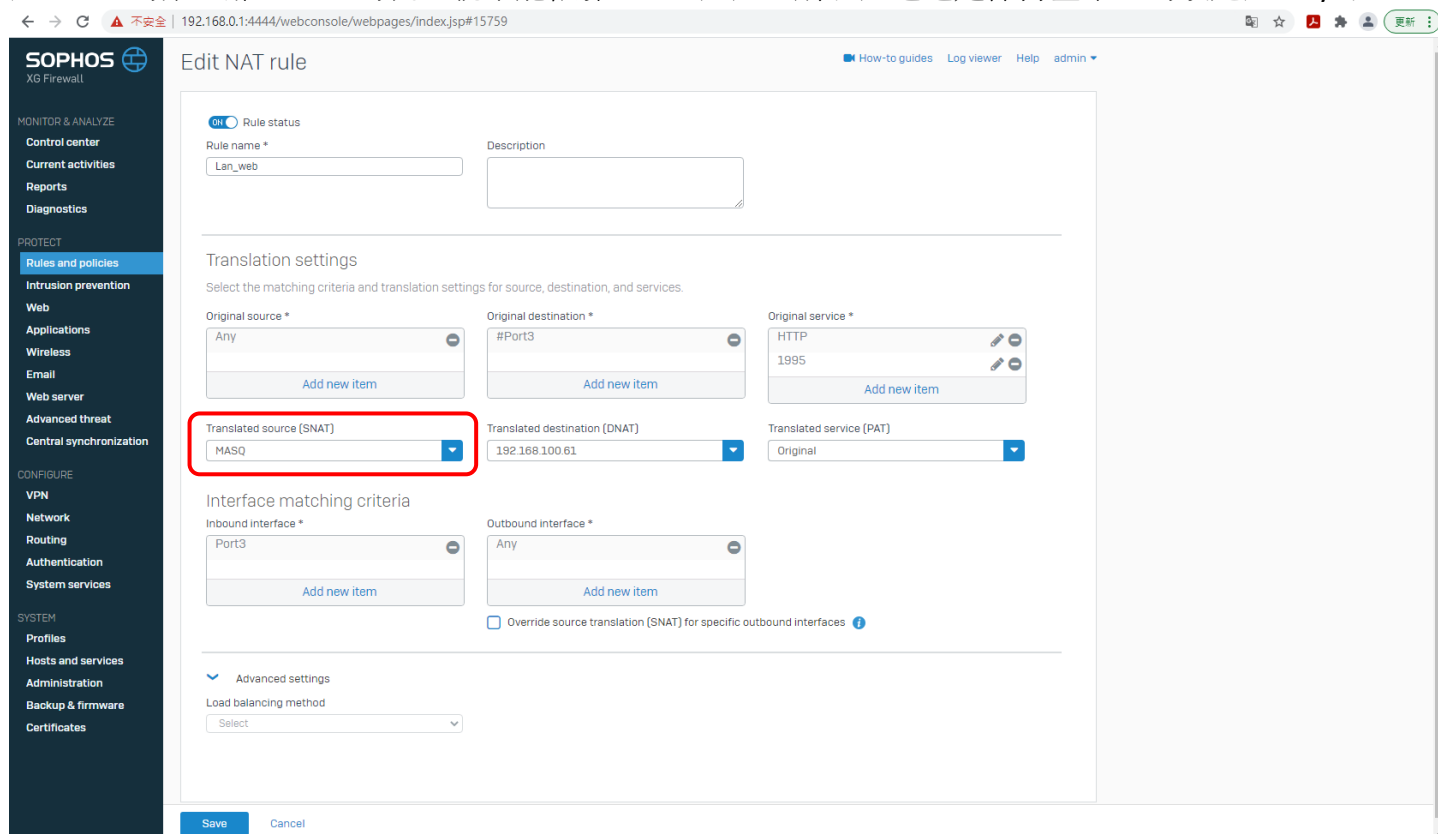 不安全 | 192.168.0.1:4444/webconsole/webpages/index.jsp#15759
更新
SOPHOS
XG Firewall
Edit NAT rule
How-to guides Log viewer Help admin
MONITOR & ANALYZE
Control center
Current activities
Reports
Diagnostics
PROTECT
Rules and policies
Intrusion prevention
Web
Applications
Wireless
Email
Web server
Advanced threat
Central synchronization
CONFIGURE
VPN
Network
Routing
Authentication
System services
SYSTEM
Profiles
Hosts and services
Administration
Backup & firmware
Certificates
ON Rule status
Rule name * Description
Lan_web
Translation settings
Select the matching criteria and translation settings for source, destination, and services.
Original source * Original destination * Original service *
Any #Port3 HTTP
1995
Add new item Add new item Add new item
Translated source (SNAT) Translated destination (DNAT) Translated service (PAT)
MASQ 192.168.100.61 Original
Interface matching criteria
Inbound interface * Outbound interface *
Port3 Any
Add new item Add new item
Override source translation (SNAT) for specific outbound interfaces
Advanced settings
Load balancing method
Select
Save Cancel